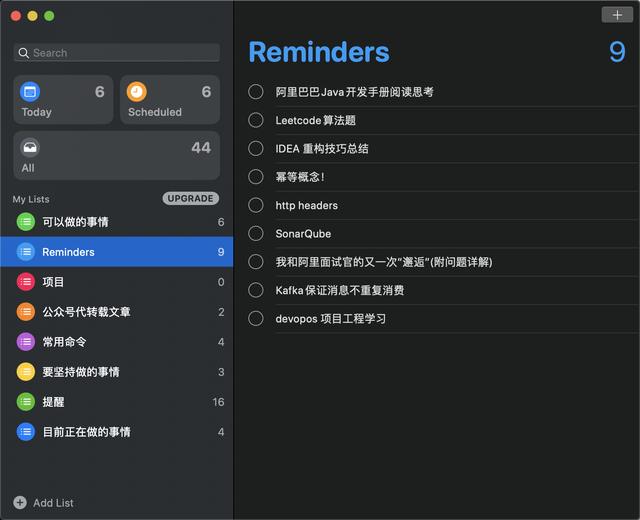 Search
6
Today
6
Scheduled
44
All
My Lists
UPGRADE
可以做的事情 6
Reminders 9
项目 0
公众号代转载文章 2
常用命令 4
要坚持做的事情 3
提醒 16
目前正在做的事情 4
Add List
Reminders 9
阿里巴巴Java开发手册阅读思考
Leetcode 算法题
IDEA 重构技巧总结
幂等概念！
http headers
SonarQube
我和阿里面试官的又一次“邂逅”(附问题详解)
Kafka保证消息不重复消费
devopos 项目工程学习